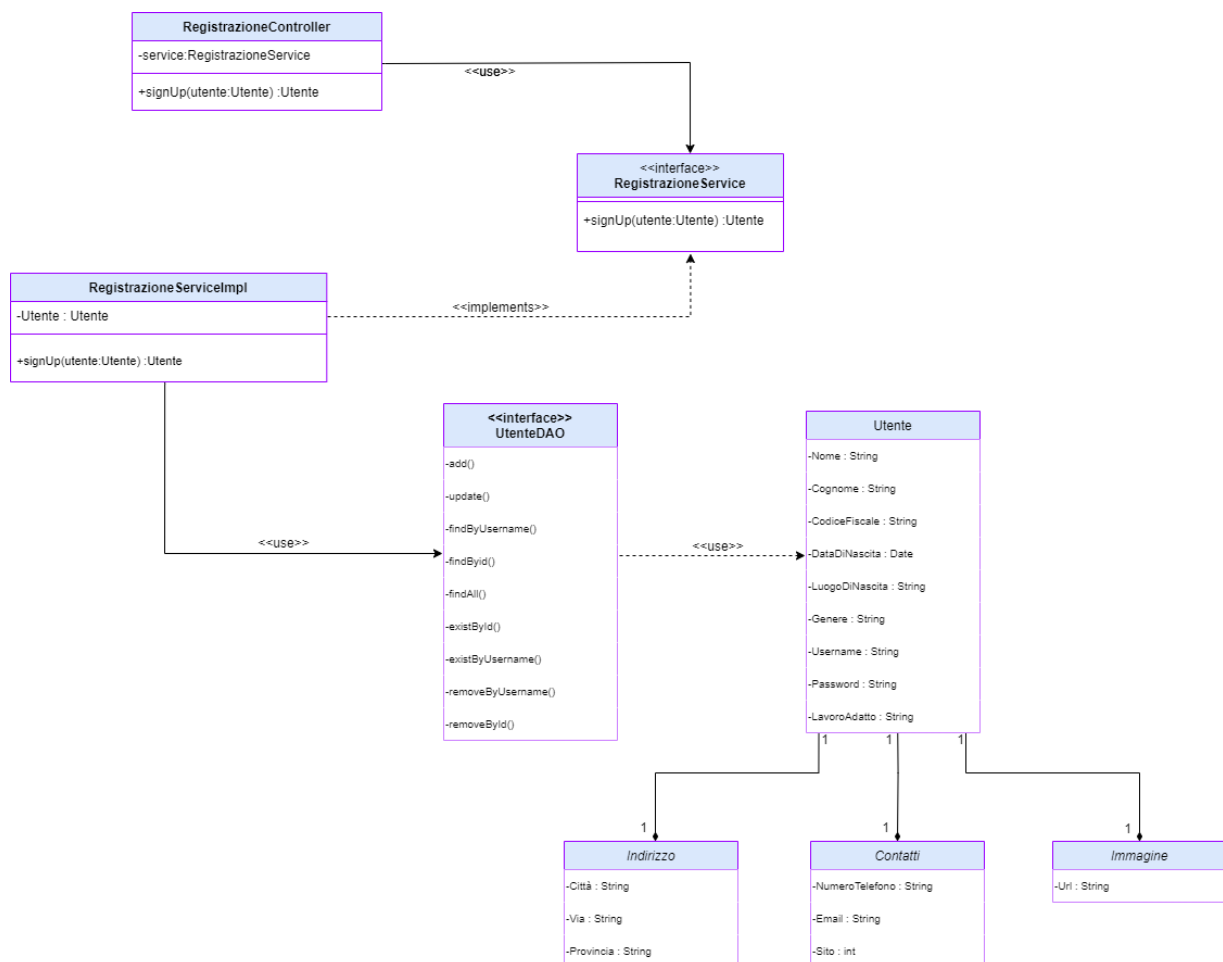 RegistrazioneController
-service:RegistrazioneService
+signUp(utente:Utente) :Utente
<<use>>
<<interface>>
RegistrazioneService
+signUp(utente:Utente) :Utente
RegistrazioneServiceImpl
-Utente : Utente
+signUp(utente:Utente) :Utente
<<implements>>
<<use>>
<<interface>>
UtenteDAO
-add()
-update()
-findByUsername()
-findByid()
-findAll()
-existById()
-existByUsername()
-removeByUsername()
-removeById()
<<use>>
Utente
-Nome : String
-Cognome : String
-CodiceFiscale : String
-DataDiNascita : Date
-LuogoDiNascita : String
-Genere : String
-Username : String
-Password : String
-LavoroAdatto : String
1
1
1
1
1
1
Indirizzo
-Città : String
-Via : String
-Provincia : String
Contatti
-NumeroTelefono : String
-Email : String
-Sito : int
Immagine
-Url : String